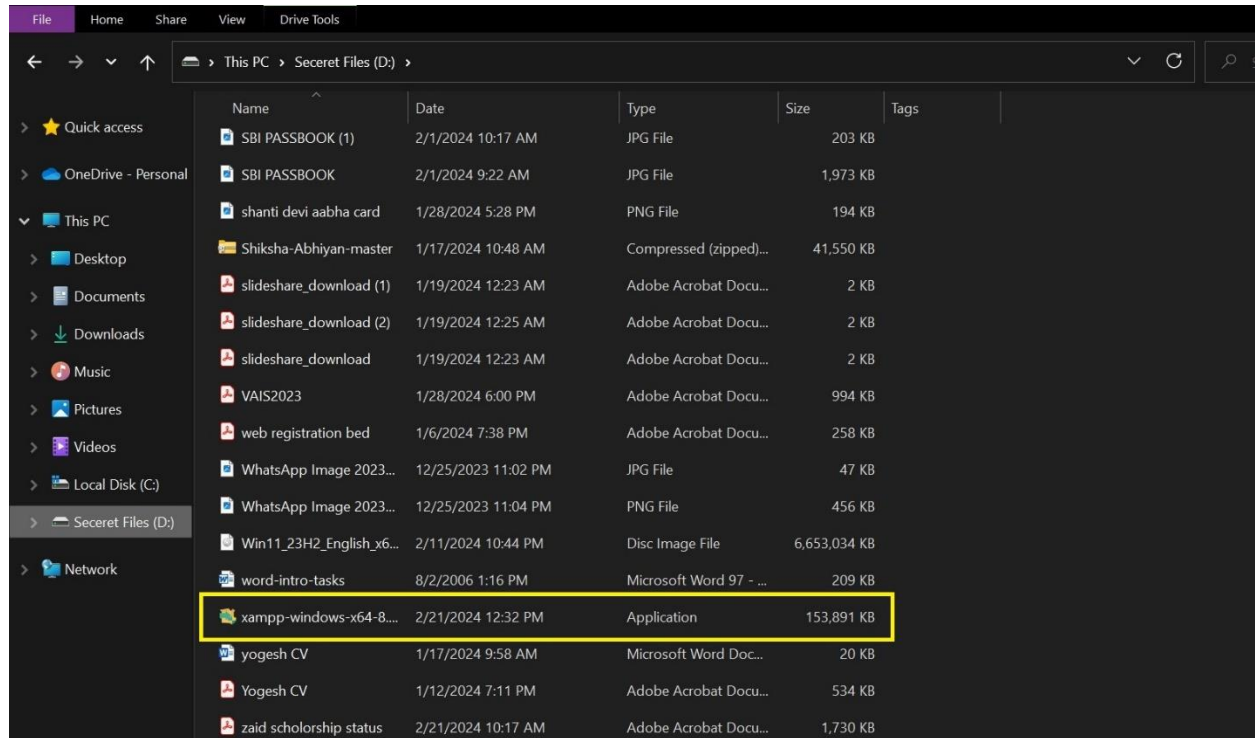 File Home Share View Drive Tools
This PC > Seceret Files (D:) >
Name Date Type Size Tags
Quick access
OneDrive - Personal
This PC
Desktop
Documents
Downloads
Music
Pictures
Videos
Local Disk (C:)
Seceret Files (D:)
Network
SBI PASSBOOK (1) 2/1/2024 10:17 AM JPG File 203 KB
SBI PASSBOOK 2/1/2024 9:22 AM JPG File 1,973 KB
shanti devi aabha card 1/28/2024 5:28 PM PNG File 194 KB
Shiksha-Abhiyan-master 1/17/2024 10:48 AM Compressed (zipped)... 41,550 KB
slideshare_download (1) 1/19/2024 12:23 AM Adobe Acrobat Docu... 2 KB
slideshare_download (2) 1/19/2024 12:25 AM Adobe Acrobat Docu... 2 KB
slideshare_download 1/19/2024 12:23 AM Adobe Acrobat Docu... 2 KB
VAIS2023 1/28/2024 6:00 PM Adobe Acrobat Docu... 994 KB
web registration bed 1/6/2024 7:38 PM Adobe Acrobat Docu... 258 KB
WhatsApp Image 2023... 12/25/2023 11:02 PM JPG File 47 KB
WhatsApp Image 2023... 12/25/2023 11:04 PM PNG File 456 KB
Win11_23H2_English_x6... 2/11/2024 10:44 PM Disc Image File 6,653,034 KB
word-intro-tasks 8/2/2006 1:16 PM Microsoft Word 97 - ... 209 KB
xampp-windows-x64-8.... 2/21/2024 12:32 PM Application 153,891 KB
yogesh CV 1/17/2024 9:58 AM Microsoft Word Doc... 20 KB
Yogesh CV 1/12/2024 7:11 PM Adobe Acrobat Docu... 534 KB
zaid scholorship status 2/21/2024 10:17 AM Adobe Acrobat Docu... 1,730 KB